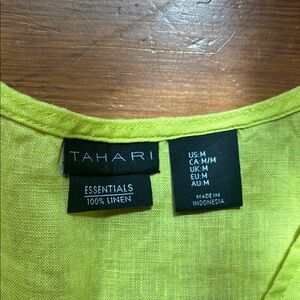 TAHARI
ESSENTIALS
100% LINEN
US:M
CA:M/M
UK:M
EU:M
AU:M
MADE IN
INDONESIA